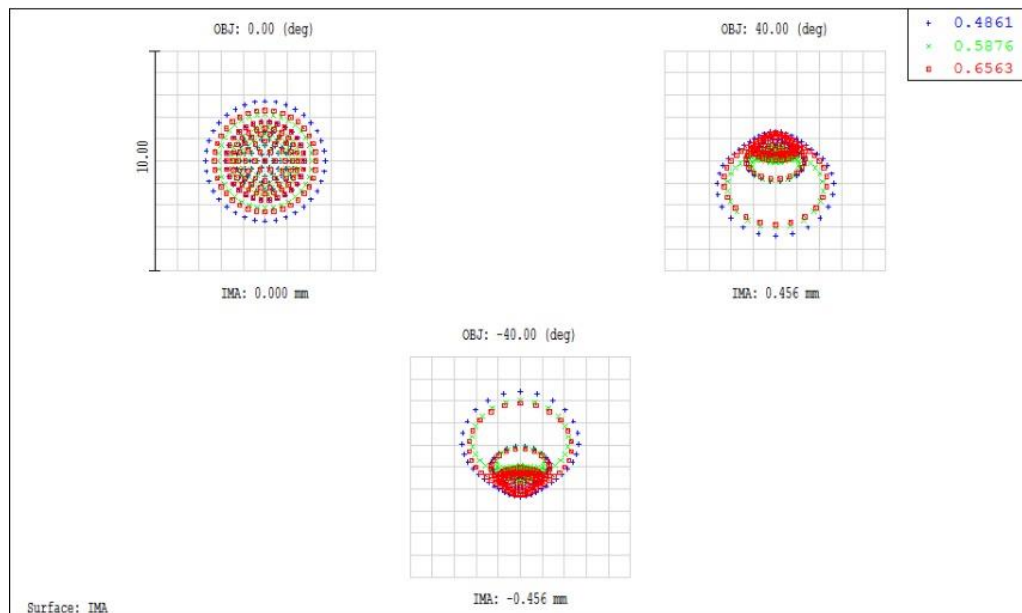 OBJ: 0.00 (deg)
OBJ: 40.00 (deg)
+ 0.4861
× 0.5876
0.6563
10.00
IMA: 0.000 mm
IMA: 0.456 mm
OBJ: -40.00 (deg)
IMA: -0.456 mm
Surface: IMA